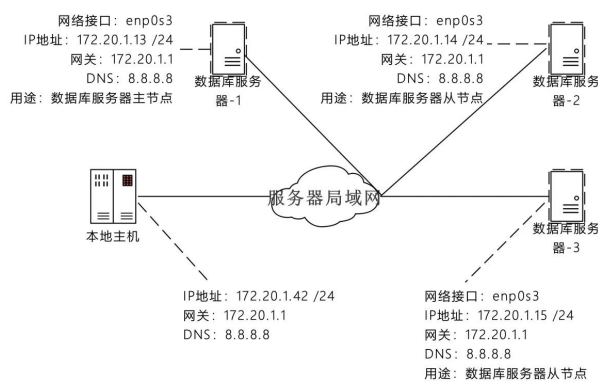 网络接口：enp0s3
IP地址：172.20.1.13 /24
网关：172.20.1.1
DNS：8.8.8.8
用途：数据库服务器主节点
数据库服务
器-1
网络接口：enp0s3
IP地址：172.20.1.14 /24
网关：172.20.1.1
DNS：8.8.8.8
用途：数据库服务器从节点
数据库服务
器-2
服务器局域网
本地主机
数据库服务
器-3
IP地址：172.20.1.42 /24
网关：172.20.1.1
DNS：8.8.8.8
网络接口：enp0s3
IP地址：172.20.1.15 /24
网关：172.20.1.1
DNS：8.8.8.8
用途：数据库服务器从节点